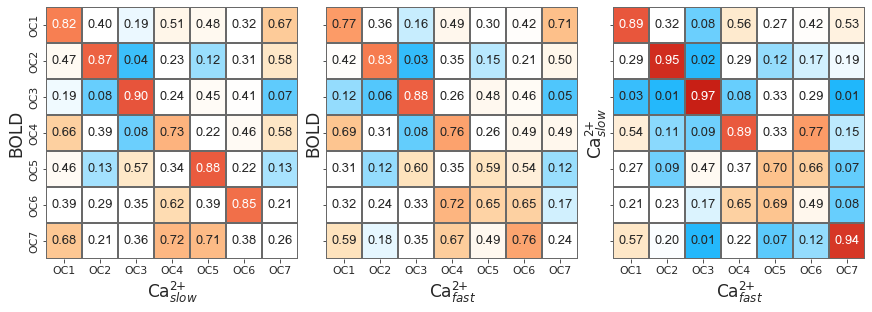 OC1 0.82 0.40 0.19 0.51 0.48 0.32 0.67
OC2 0.47 0.87 0.04 0.23 0.12 0.31 0.58
OC3 0.19 0.08 0.90 0.24 0.45 0.41 0.07
OC4 0.66 0.39 0.08 0.73 0.22 0.46 0.58
OC5 0.46 0.13 0.57 0.34 0.88 0.22 0.13
OC6 0.39 0.29 0.35 0.62 0.39 0.85 0.21
OC7 0.68 0.21 0.36 0.72 0.71 0.38 0.26
OC1 OC2 OC3 OC4 OC5 OC6 OC7
BOLD
Ca²⁺slow
0.77 0.36 0.16 0.49 0.30 0.42 0.71
0.42 0.83 0.03 0.35 0.15 0.21 0.50
0.12 0.06 0.88 0.26 0.48 0.46 0.05
0.69 0.31 0.08 0.76 0.26 0.49 0.49
0.31 0.12 0.60 0.35 0.59 0.54 0.12
0.24 0.33 0.34 0.72 0.65 0.65 0.17
0.59 0.18 0.35 0.67 0.49 0.76 0.24
OC1 OC2 OC3 OC4 OC5 OC6 OC7
BOLD
Ca²⁺fast
0.89 0.32 0.08 0.56 0.27 0.42 0.53
0.29 0.95 0.02 0.29 0.12 0.17 0.19
0.03 0.01 0.97 0.08 0.33 0.29 0.01
0.54 0.11 0.09 0.89 0.33 0.77 0.15
0.27 0.09 0.47 0.37 0.70 0.66 0.07
0.21 0.23 0.17 0.65 0.69 0.49 0.08
0.57 0.20 0.01 0.22 0.07 0.12 0.94
OC1 OC2 OC3 OC4 OC5 OC6 OC7
Ca²⁺slow
Ca²⁺fast